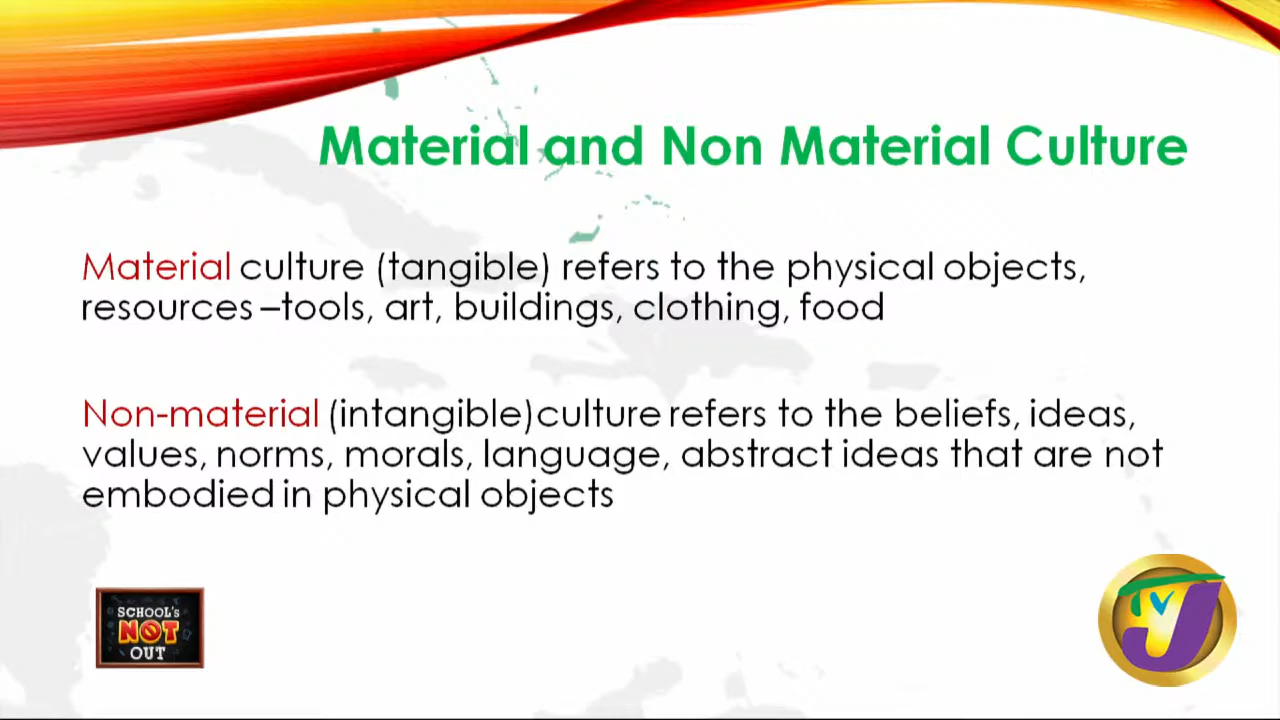 Material and Non Material Culture
Material culture (tangible) refers to the physical objects,
resources –tools, art, buildings, clothing, food
Non-material (intangible)culture refers to the beliefs, ideas,
values, norms, morals, language, abstract ideas that are not
embodied in physical objects
SCHOOL's
NOT
OUT
TVJ